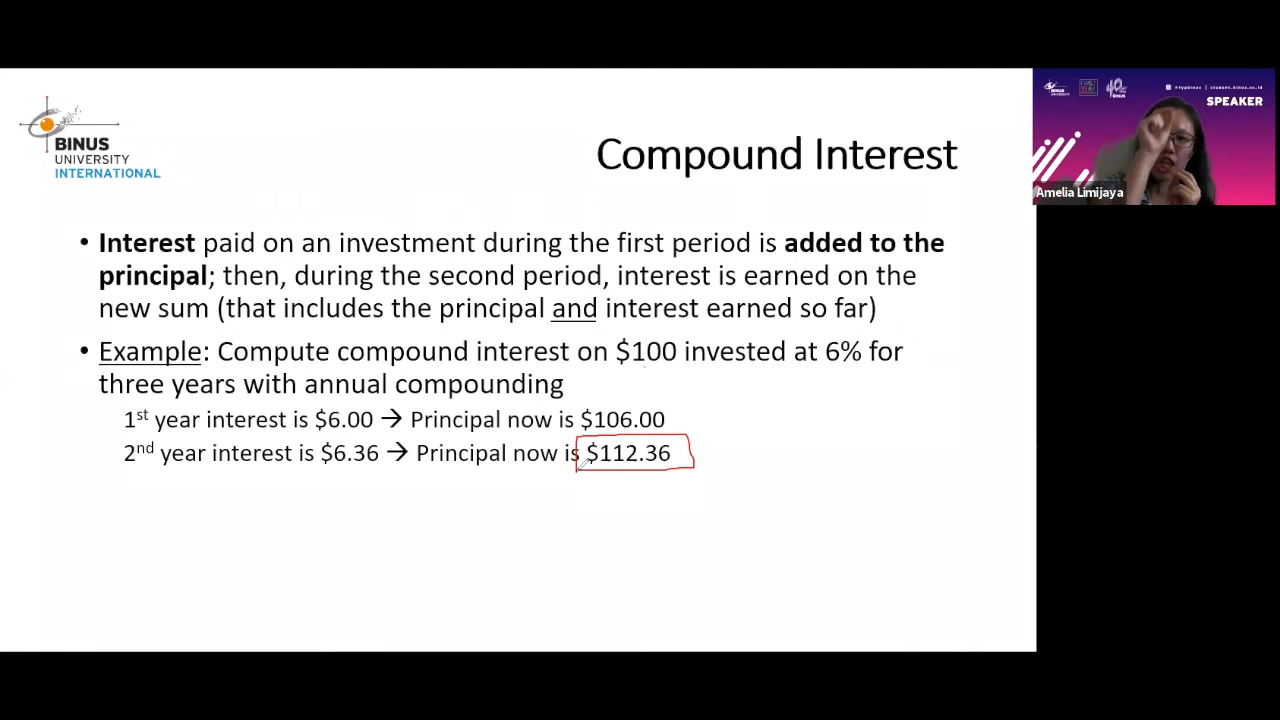 BINUS
UNIVERSITY
INTERNATIONAL
Compound Interest
• Interest paid on an investment during the first period is added to the
principal; then, during the second period, interest is earned on the
new sum (that includes the principal and interest earned so far)
• Example: Compute compound interest on $100 invested at 6% for
three years with annual compounding
1st year interest is $6.00 → Principal now is $106.00
2nd year interest is $6.36 → Principal now is $112.36
SPEAKER
Amelia Limijaya